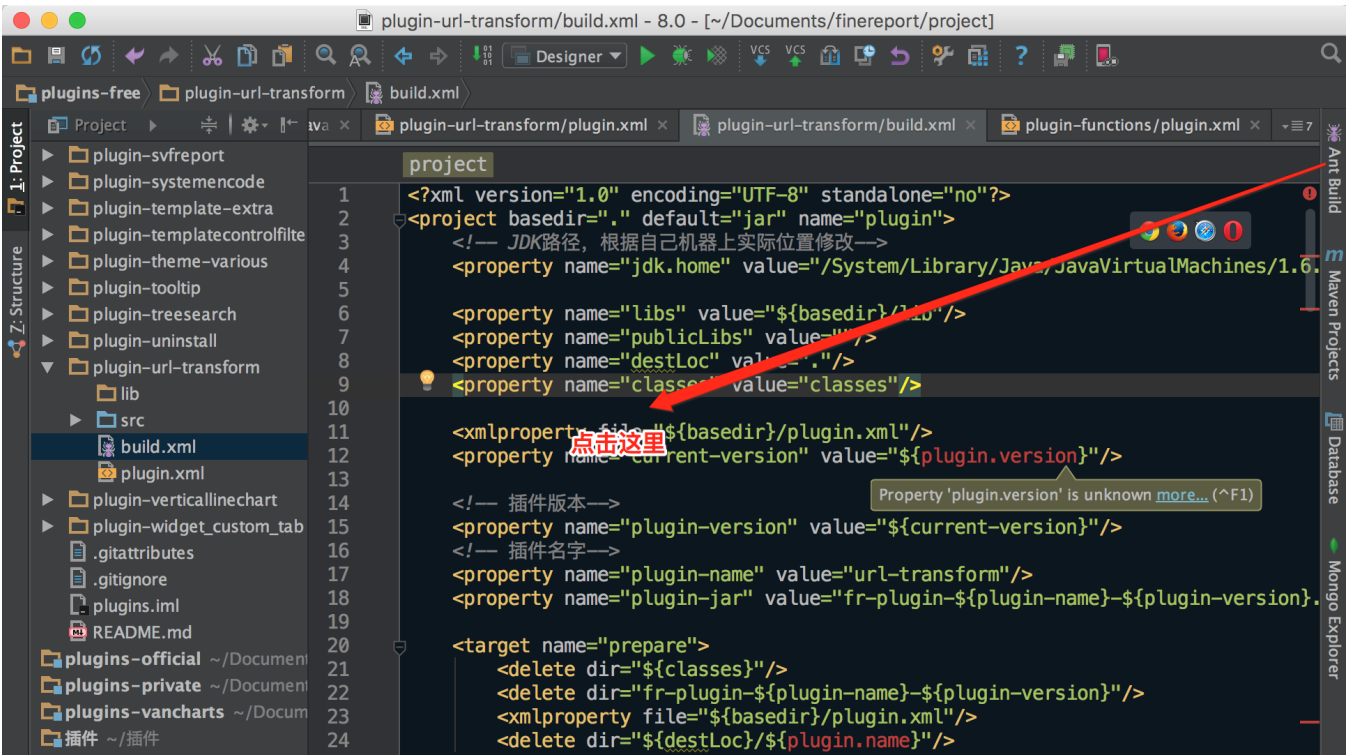 plugin-url-transform/build.xml - 8.0 - [~/Documents/finereport/project]
Designer
VCS VCS
plugins-free plugin-url-transform build.xml
Project
ava × plugin-url-transform/plugin.xml × plugin-url-transform/build.xml × plugin-functions/plugin.xml × 7
1: Project
Z: Structure
plugin-svfreport
plugin-systemencode
plugin-template-extra
plugin-templatecontrolfilte
plugin-theme-various
plugin-tooltip
plugin-treesearch
plugin-uninstall
plugin-url-transform
lib
src
build.xml
plugin.xml
plugin-verticallinechart
plugin-widget_custom_tab
.gitattributes
.gitignore
plugins.iml
README.md
plugins-official ~/Document
plugins-private ~/Document
plugins-vancharts ~/Docum
插件 ~/插件
project
1 <?xml version="1.0" encoding="UTF-8" standalone="no"?>
2 <project basedir="." default="jar" name="plugin">
3 <!-- JDK路径，根据自己机器上实际位置修改-->
4 <property name="jdk.home" value="/System/Library/Java/JavaVirtualMachines/1.6.
5
6 <property name="libs" value="${basedir}/lib"/>
7 <property name="publicLibs" value=""/>
8 <property name="destLoc" value="."/>
9 <property name="classes" value="classes"/>
10
11 <xmlproperty file="${basedir}/plugin.xml"/>
点击这里
12 <property name="current-version" value="${plugin.version}"/>
13
Property 'plugin.version' is unknown more... (^F1)
14 <!-- 插件版本-->
15 <property name="plugin-version" value="${current-version}"/>
16 <!-- 插件名字-->
17 <property name="plugin-name" value="url-transform"/>
18 <property name="plugin-jar" value="fr-plugin-${plugin-name}-${plugin-version}.
19
20 <target name="prepare">
21 <delete dir="${classes}"/>
22 <delete dir="fr-plugin-${plugin-name}-${plugin-version}"/>
23 <xmlproperty file="${basedir}/plugin.xml"/>
24 <delete dir="${destLoc}/${plugin.name}"/>
Ant Build
Maven Projects
Database
Mongo Explorer